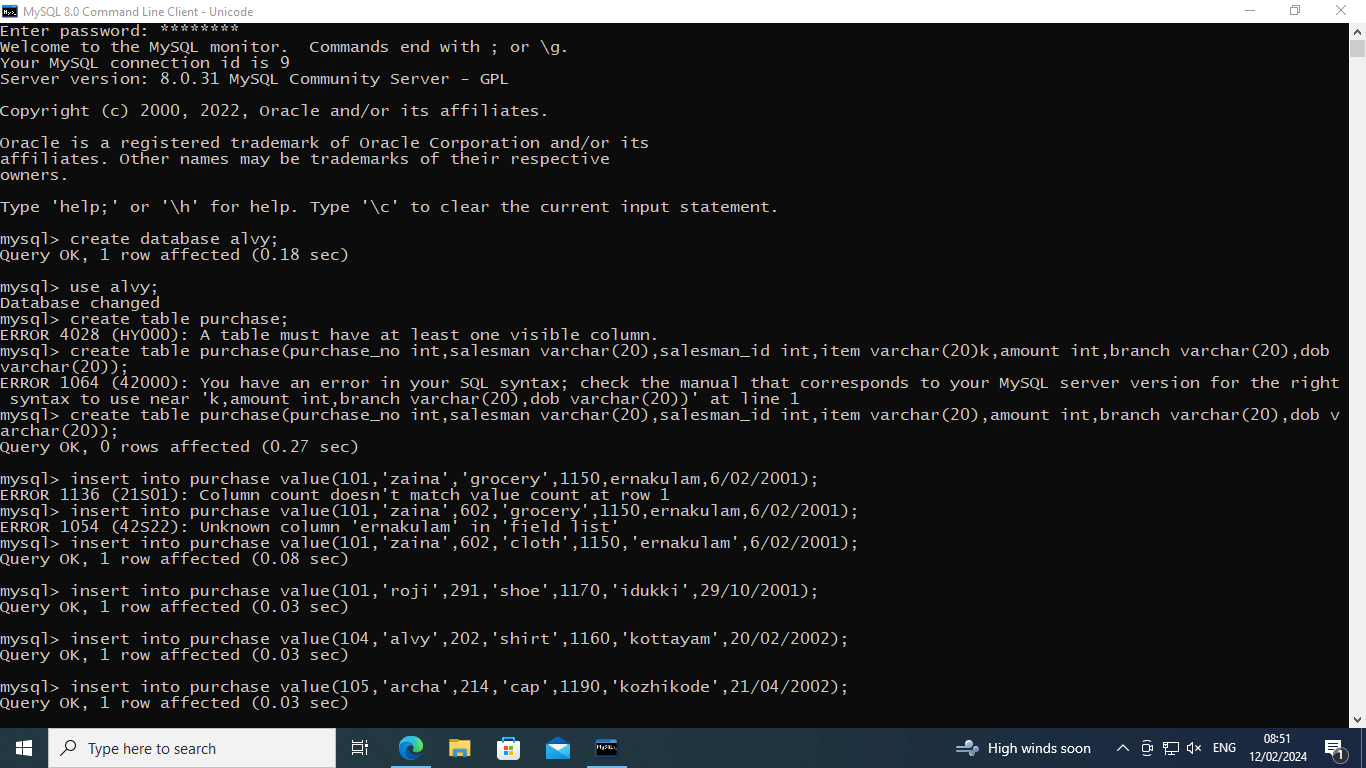 MySQL 8.0 Command Line Client - Unicode
Enter password: ********
Welcome to the MySQL monitor.  Commands end with ; or \g.
Your MySQL connection id is 9
Server version: 8.0.31 MySQL Community Server - GPL
Copyright (c) 2000, 2022, Oracle and/or its affiliates.
Oracle is a registered trademark of Oracle Corporation and/or its
affiliates. Other names may be trademarks of their respective
owners.
Type 'help;' or '\h' for help. Type '\c' to clear the current input statement.
mysql> create database alvy;
Query OK, 1 row affected (0.18 sec)
mysql> use alvy;
Database changed
mysql> create table purchase;
ERROR 4028 (HY000): A table must have at least one visible column.
mysql> create table purchase(purchase_no int,salesman varchar(20),salesman_id int,item varchar(20)k,amount int,branch varchar(20),dob
varchar(20));
ERROR 1064 (42000): You have an error in your SQL syntax; check the manual that corresponds to your MySQL server version for the right
 syntax to use near 'k,amount int,branch varchar(20),dob varchar(20))' at line 1
mysql> create table purchase(purchase_no int,salesman varchar(20),salesman_id int,item varchar(20),amount int,branch varchar(20),dob v
archar(20));
Query OK, 0 rows affected (0.27 sec)
mysql> insert into purchase value(101,'zaina','grocery',1150,ernakulam,6/02/2001);
ERROR 1136 (21S01): Column count doesn't match value count at row 1
mysql> insert into purchase value(101,'zaina',602,'grocery',1150,ernakulam,6/02/2001);
ERROR 1054 (42S22): Unknown column 'ernakulam' in 'field list'
mysql> insert into purchase value(101,'zaina',602,'cloth',1150,'ernakulam',6/02/2001);
Query OK, 1 row affected (0.08 sec)
mysql> insert into purchase value(101,'roji',291,'shoe',1170,'idukki',29/10/2001);
Query OK, 1 row affected (0.03 sec)
mysql> insert into purchase value(104,'alvy',202,'shirt',1160,'kottayam',20/02/2002);
Query OK, 1 row affected (0.03 sec)
mysql> insert into purchase value(105,'archa',214,'cap',1190,'kozhikode',21/04/2002);
Query OK, 1 row affected (0.03 sec)
Type here to search
MySQL
High winds soon
ENG
08:51
12/02/2024
1